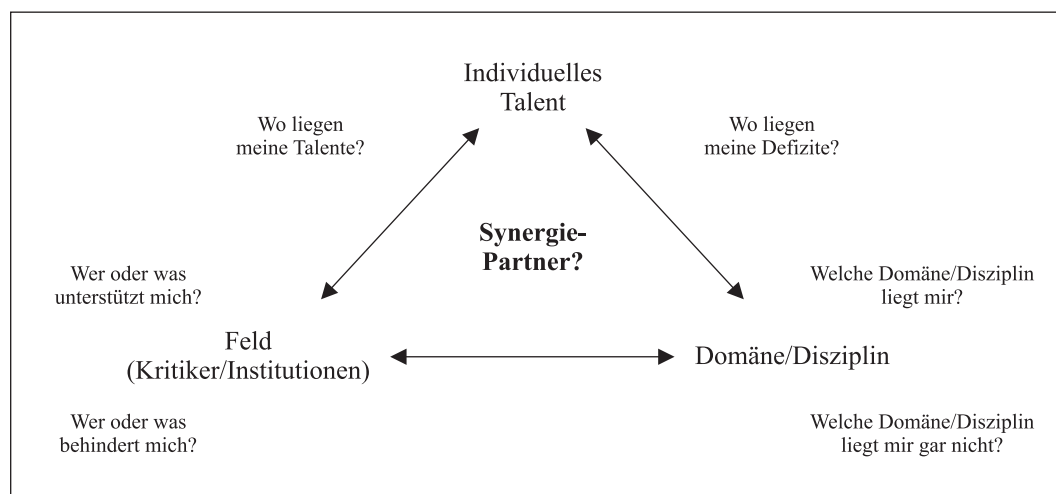 Individuelles
Talent
Wo liegen
meine Talente?
Wo liegen
meine Defizite?
Synergie-
Partner?
Wer oder was
unterstützt mich?
Welche Domäne/Disziplin
liegt mir?
Feld
(Kritiker/Institutionen)
Domäne/Disziplin
Wer oder was
behindert mich?
Welche Domäne/Disziplin
liegt mir gar nicht?